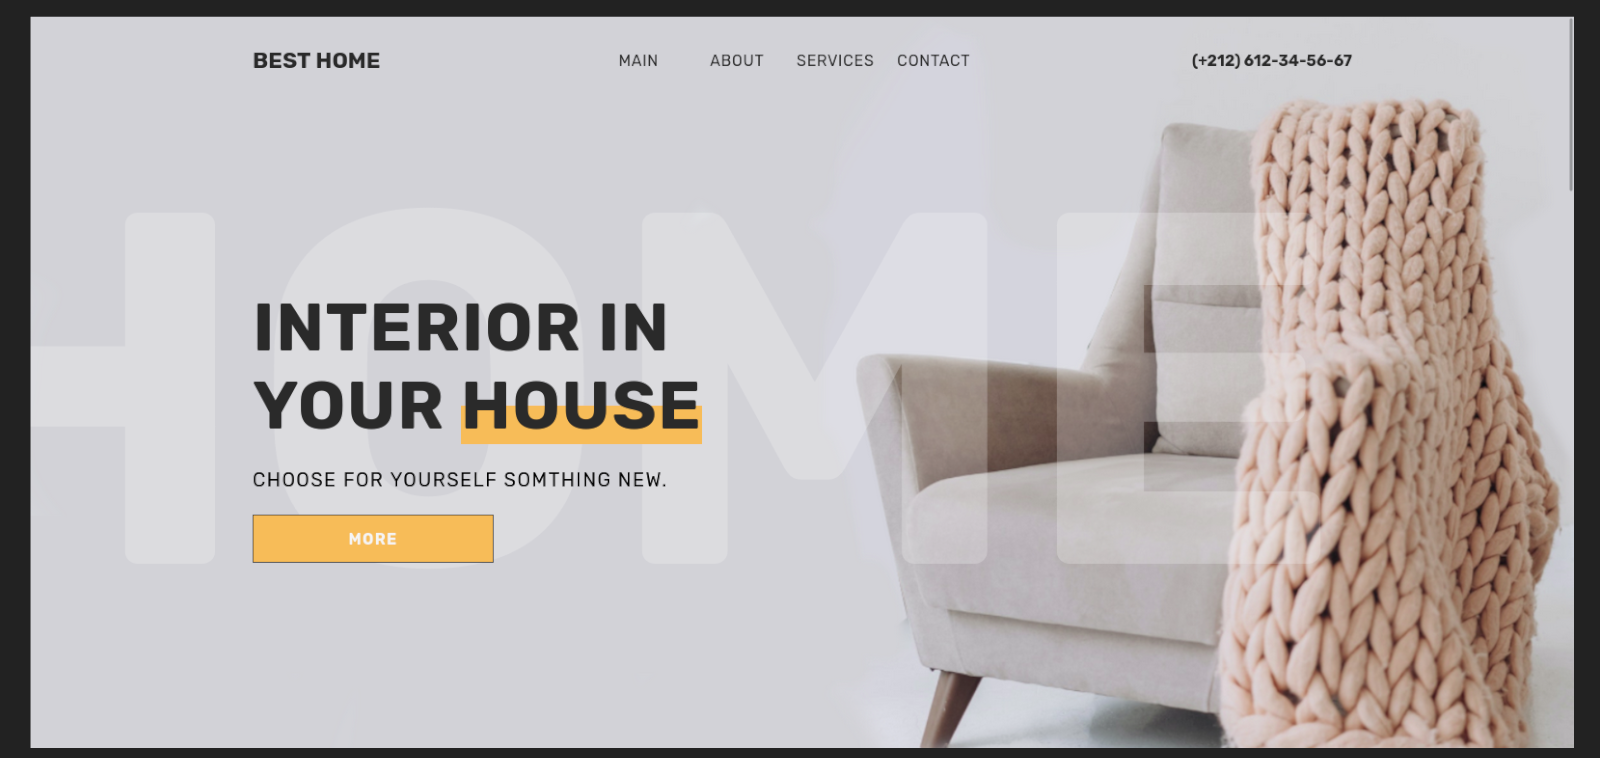 BEST HOME
MAIN ABOUT SERVICES CONTACT
(+212) 612-34-56-67
HOME
INTERIOR IN
YOUR HOUSE
CHOOSE FOR YOURSELF SOMTHING NEW.
MORE